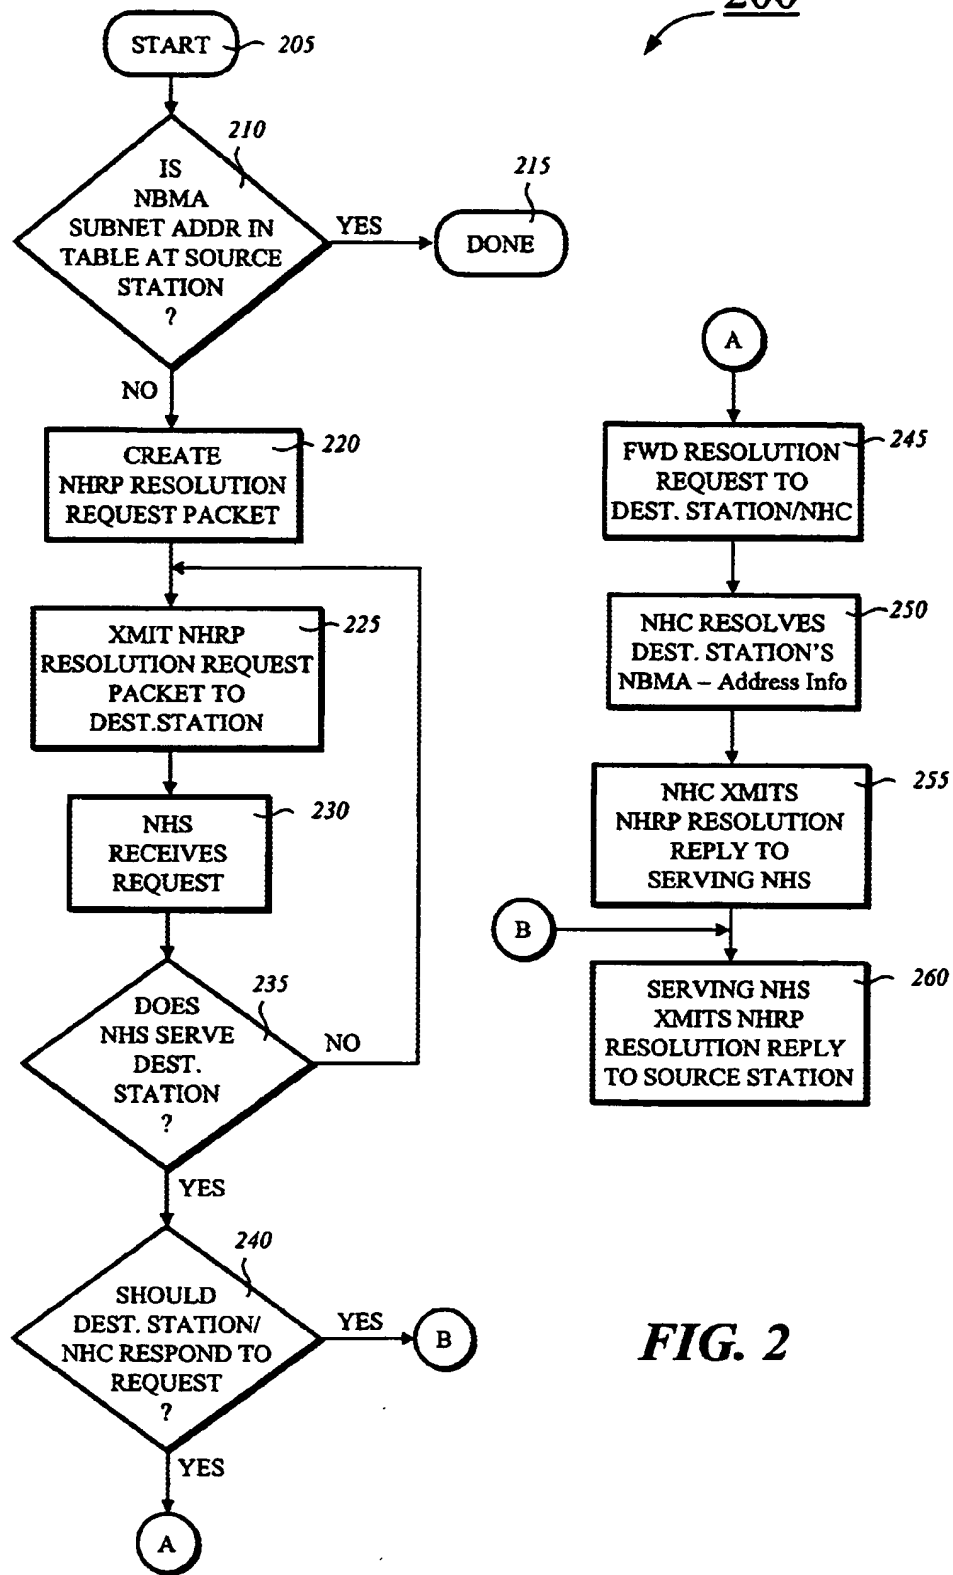 200
START
205
210
IS
NBMA
SUBNET ADDR IN
TABLE AT SOURCE
STATION
?
YES
215
DONE
NO
220
CREATE
NHRP RESOLUTION
REQUEST PACKET
225
XMIT NHRP
RESOLUTION REQUEST
PACKET TO
DEST.STATION
230
NHS
RECEIVES
REQUEST
235
DOES
NHS SERVE
DEST.
STATION
?
NO
YES
240
SHOULD
DEST. STATION/
NHC RESPOND TO
REQUEST
?
YES
B
YES
A
A
245
FWD RESOLUTION
REQUEST TO
DEST. STATION/NHC
250
NHC RESOLVES
DEST. STATION'S
NBMA – Address Info
255
NHC XMITS
NHRP RESOLUTION
REPLY TO
SERVING NHS
B
260
SERVING NHS
XMITS NHRP
RESOLUTION REPLY
TO SOURCE STATION
FIG. 2